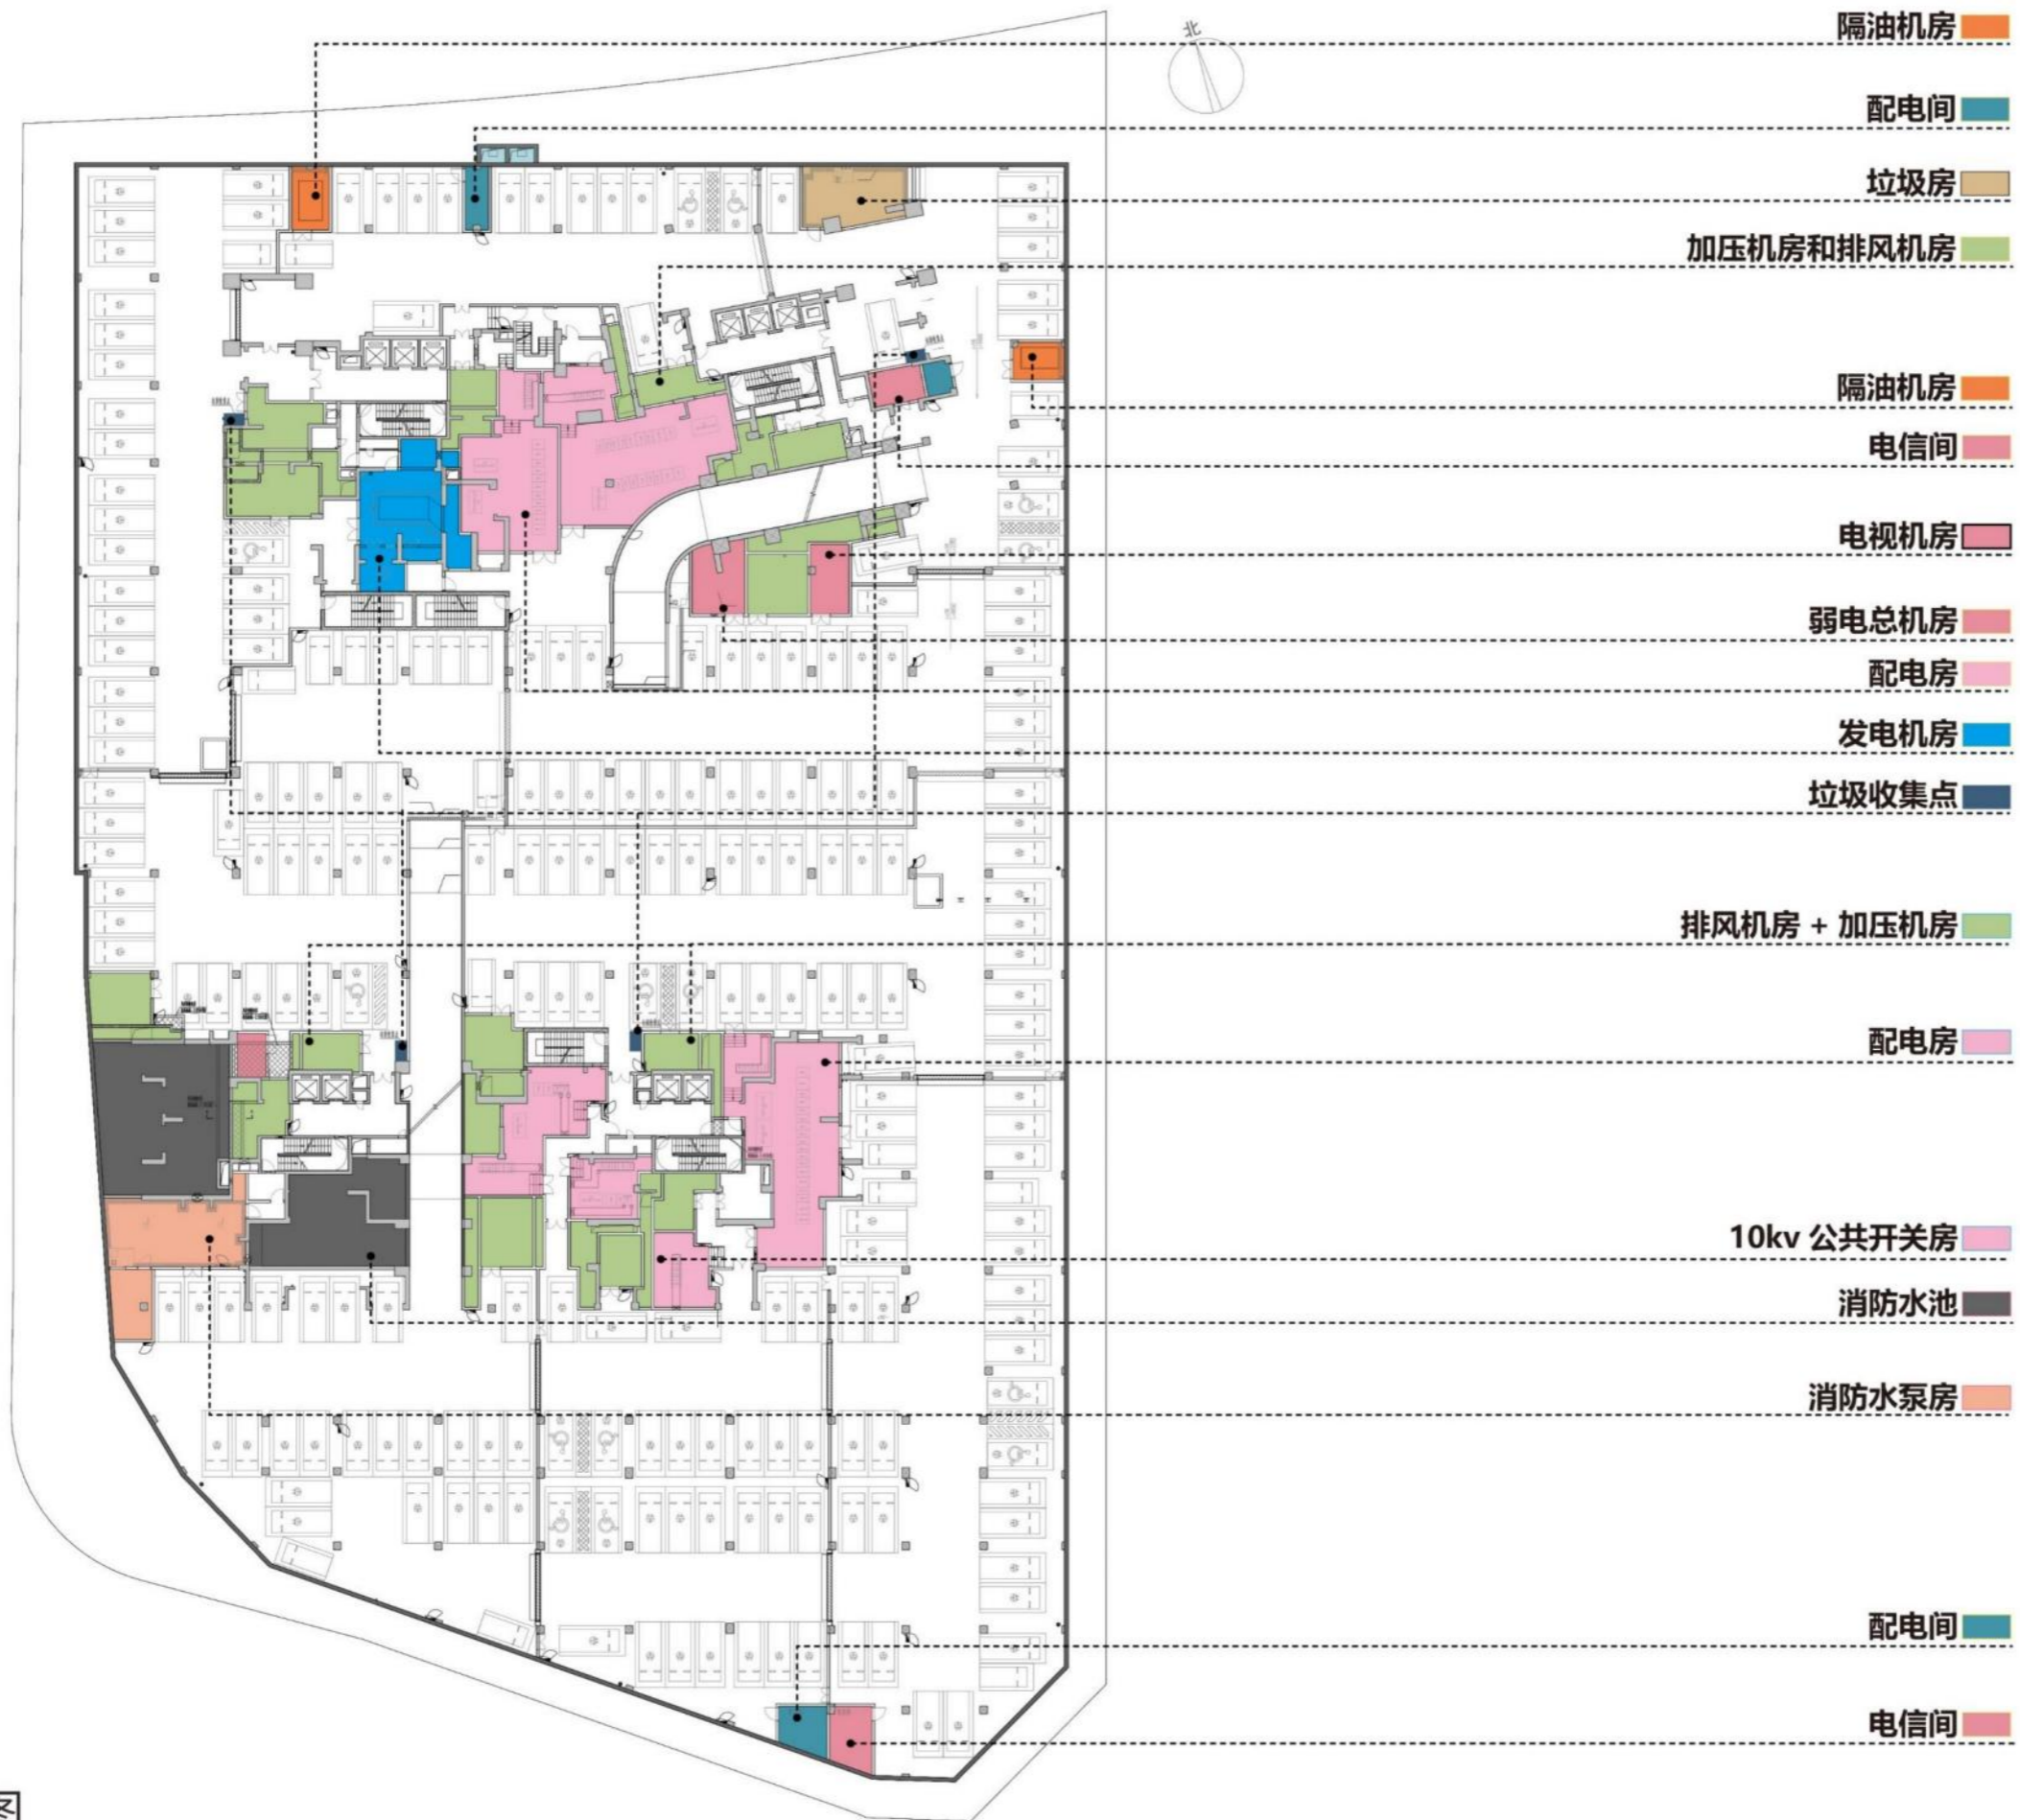 隔油机房
北
配电间
垃圾房
加压机房和排风机房
隔油机房
电信间
电视机房
弱电总机房
配电房
发电机房
垃圾收集点
排风机房 + 加压机房
配电房
10kv 公共开关房
消防水池
消防水泵房
配电间
电信间
图